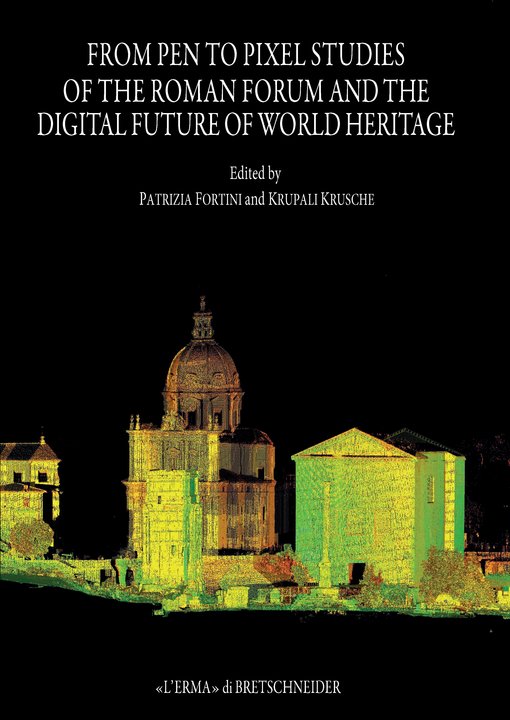 FROM PEN TO PIXEL STUDIES
OF THE ROMAN FORUM AND THE
DIGITAL FUTURE OF WORLD HERITAGE
Edited by
PATRIZIA FORTINI and KRUPALI KRUSCHE
«L'ERMA» di BRETSCHNEIDER